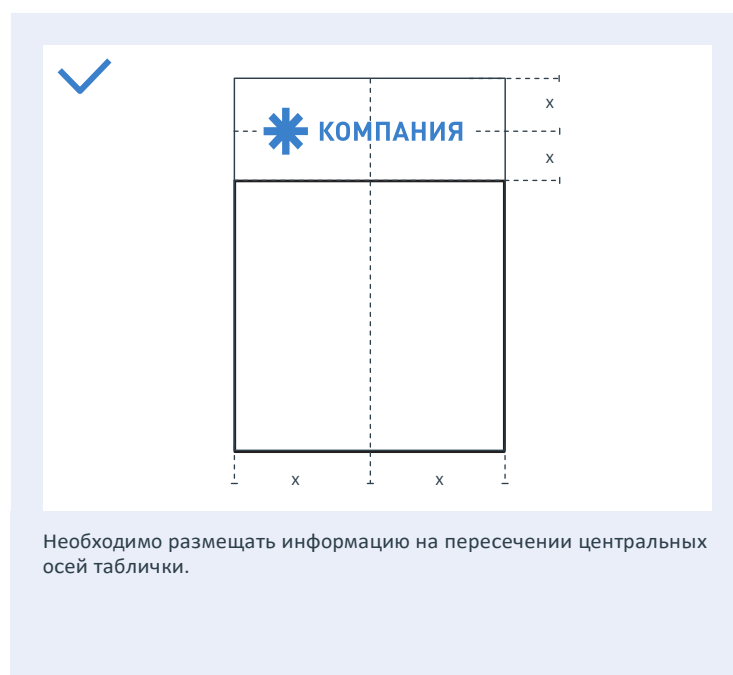 x
КОМПАНИЯ
x
x
x
Необходимо размещать информацию на пересечении центральных
осей таблички.